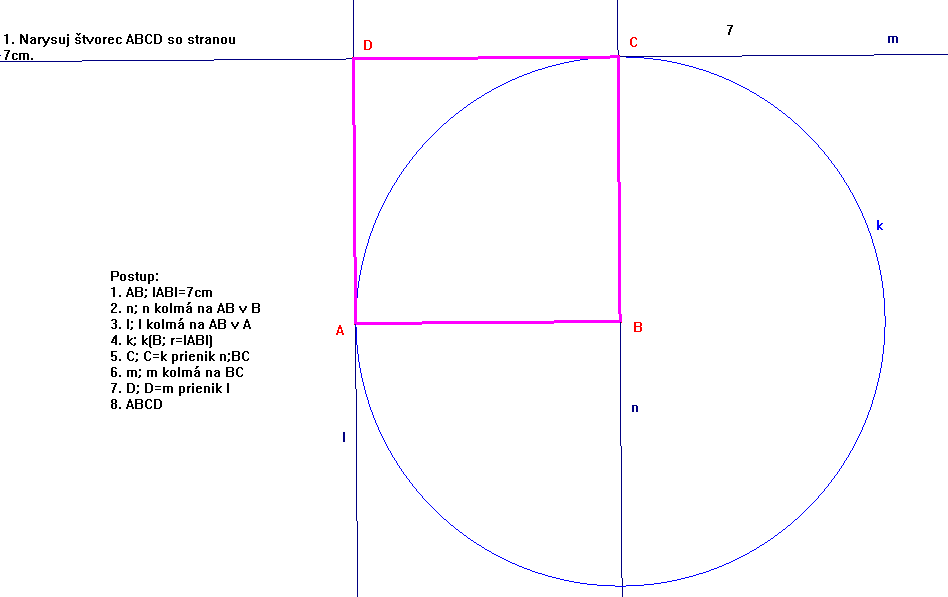 1. Narysuj štvorec ABCD so stranou
7cm.
7
m
D
C
k
Postup:
1. AB; IABI=7cm
2. n; n kolmá na AB v B
3. l; l kolmá na AB v A
4. k; k(B; r=IABI)
5. C; C=k prienik n;BC
6. m; m kolmá na BC
7. D; D=m prienik l
8. ABCD
A
B
n
l